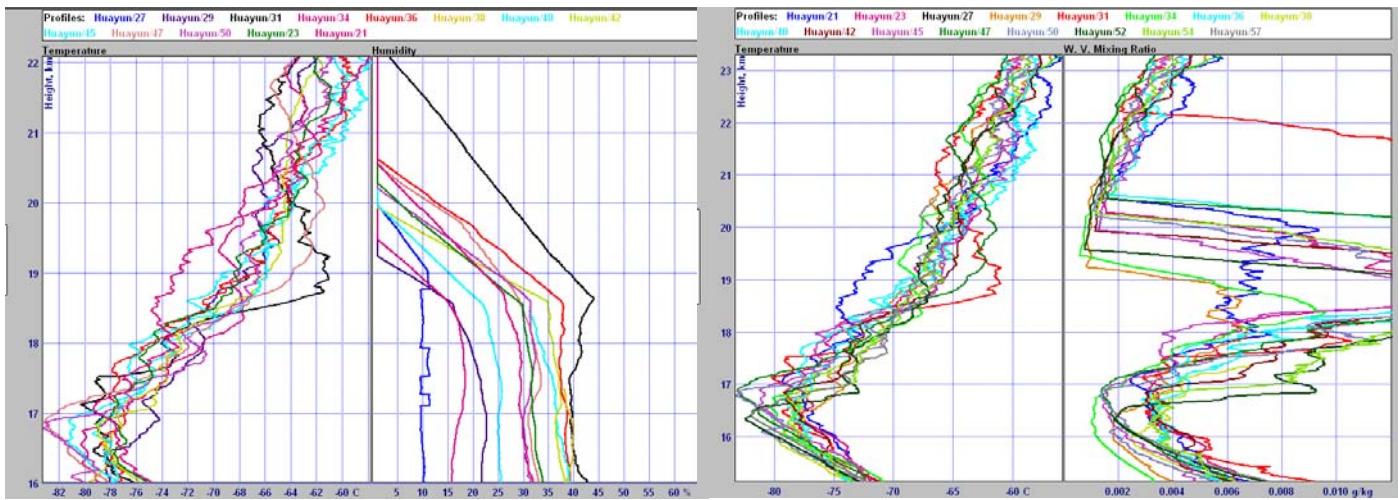 Profiles: Huayun/27 Huayun/29 Huayun/31 Huayun/34 Huayun/36 Huayun/38 Huayun/40 Huayun/42
Huayun/45 Huayun/47 Huayun/50 Huayun/23 Huayun/21
Temperature Humidity
Height, km
22
21
20
19
18
17
16
-82 -80 -78 -76 -74 -72 -70 -68 -66 -64 -62 -60 C 5 10 15 20 25 30 35 40 45 50 55 60 %
Profiles: Huayun/21 Huayun/23 Huayun/27 Huayun/29 Huayun/31 Huayun/34 Huayun/36 Huayun/38
Huayun/40 Huayun/42 Huayun/45 Huayun/47 Huayun/50 Huayun/52 Huayun/54 Huayun/57
Temperature W. V. Mixing Ratio
Height, km
23
22
21
20
19
18
17
16
-80 -75 -70 -65 -60 C 0.002 0.004 0.006 0.008 0.010 g/kg